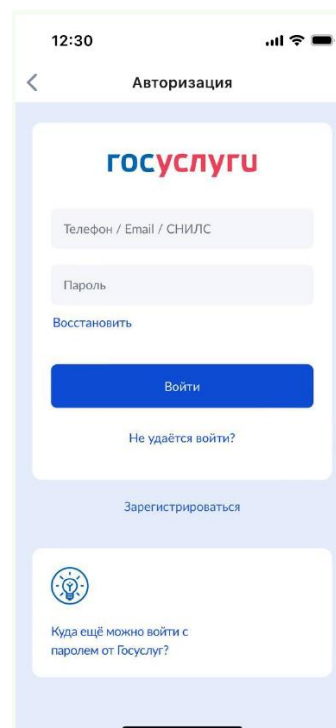 12:30
Авторизация
госуслуги
Телефон / Email / СНИЛС
Пароль
Восстановить
Войти
Не удаётся войти?
Зарегистрироваться
Куда ещё можно войти с
паролем от Госуслуг?